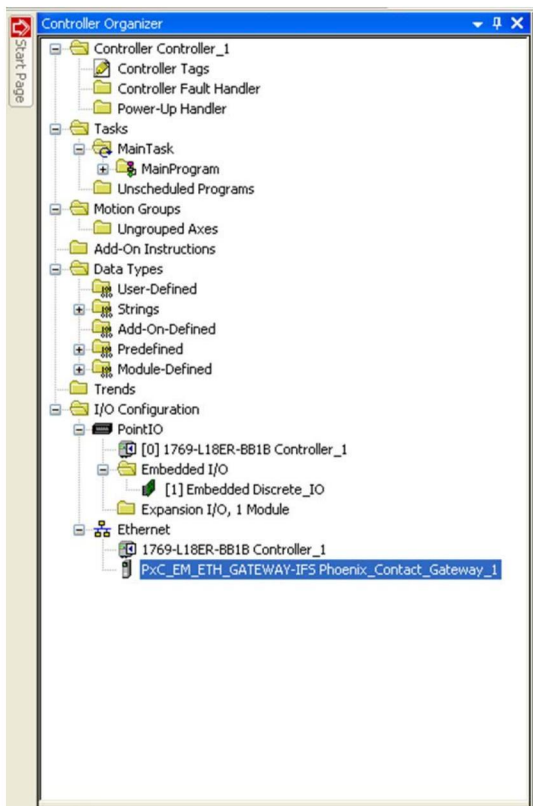 Controller Organizer
Start Page
Controller Controller_1
Controller Tags
Controller Fault Handler
Power-Up Handler
Tasks
MainTask
MainProgram
Unscheduled Programs
Motion Groups
Ungrouped Axes
Add-On Instructions
Data Types
User-Defined
Strings
Add-On-Defined
Predefined
Module-Defined
Trends
I/O Configuration
PointIO
[0] 1769-L18ER-BB1B Controller_1
Embedded I/O
[1] Embedded Discrete_IO
Expansion I/O, 1 Module
Ethernet
1769-L18ER-BB1B Controller_1
PxC_EM_ETH_GATEWAY-IFS Phoenix_Contact_Gateway_1